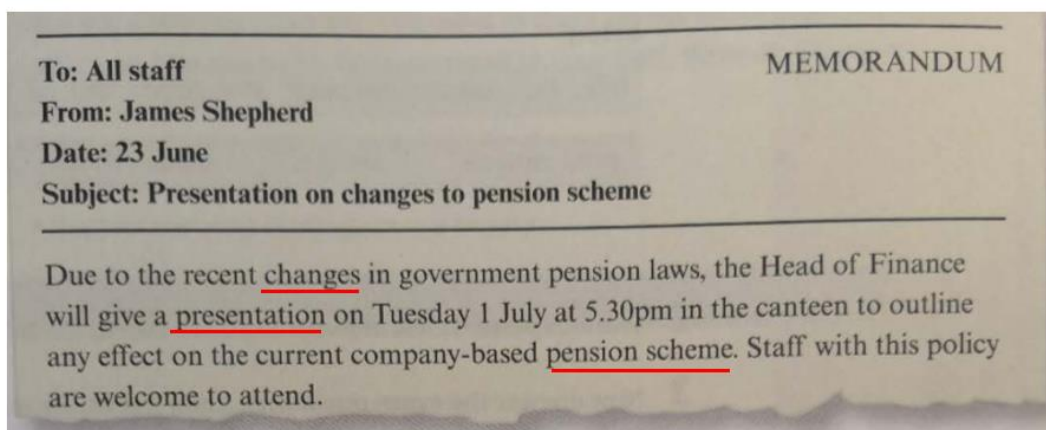 To: All staff MEMORANDUM
From: James Shepherd
Date: 23 June
Subject: Presentation on changes to pension scheme
Due to the recent changes in government pension laws, the Head of Finance
will give a presentation on Tuesday 1 July at 5.30pm in the canteen to outline
any effect on the current company-based pension scheme. Staff with this policy
are welcome to attend.